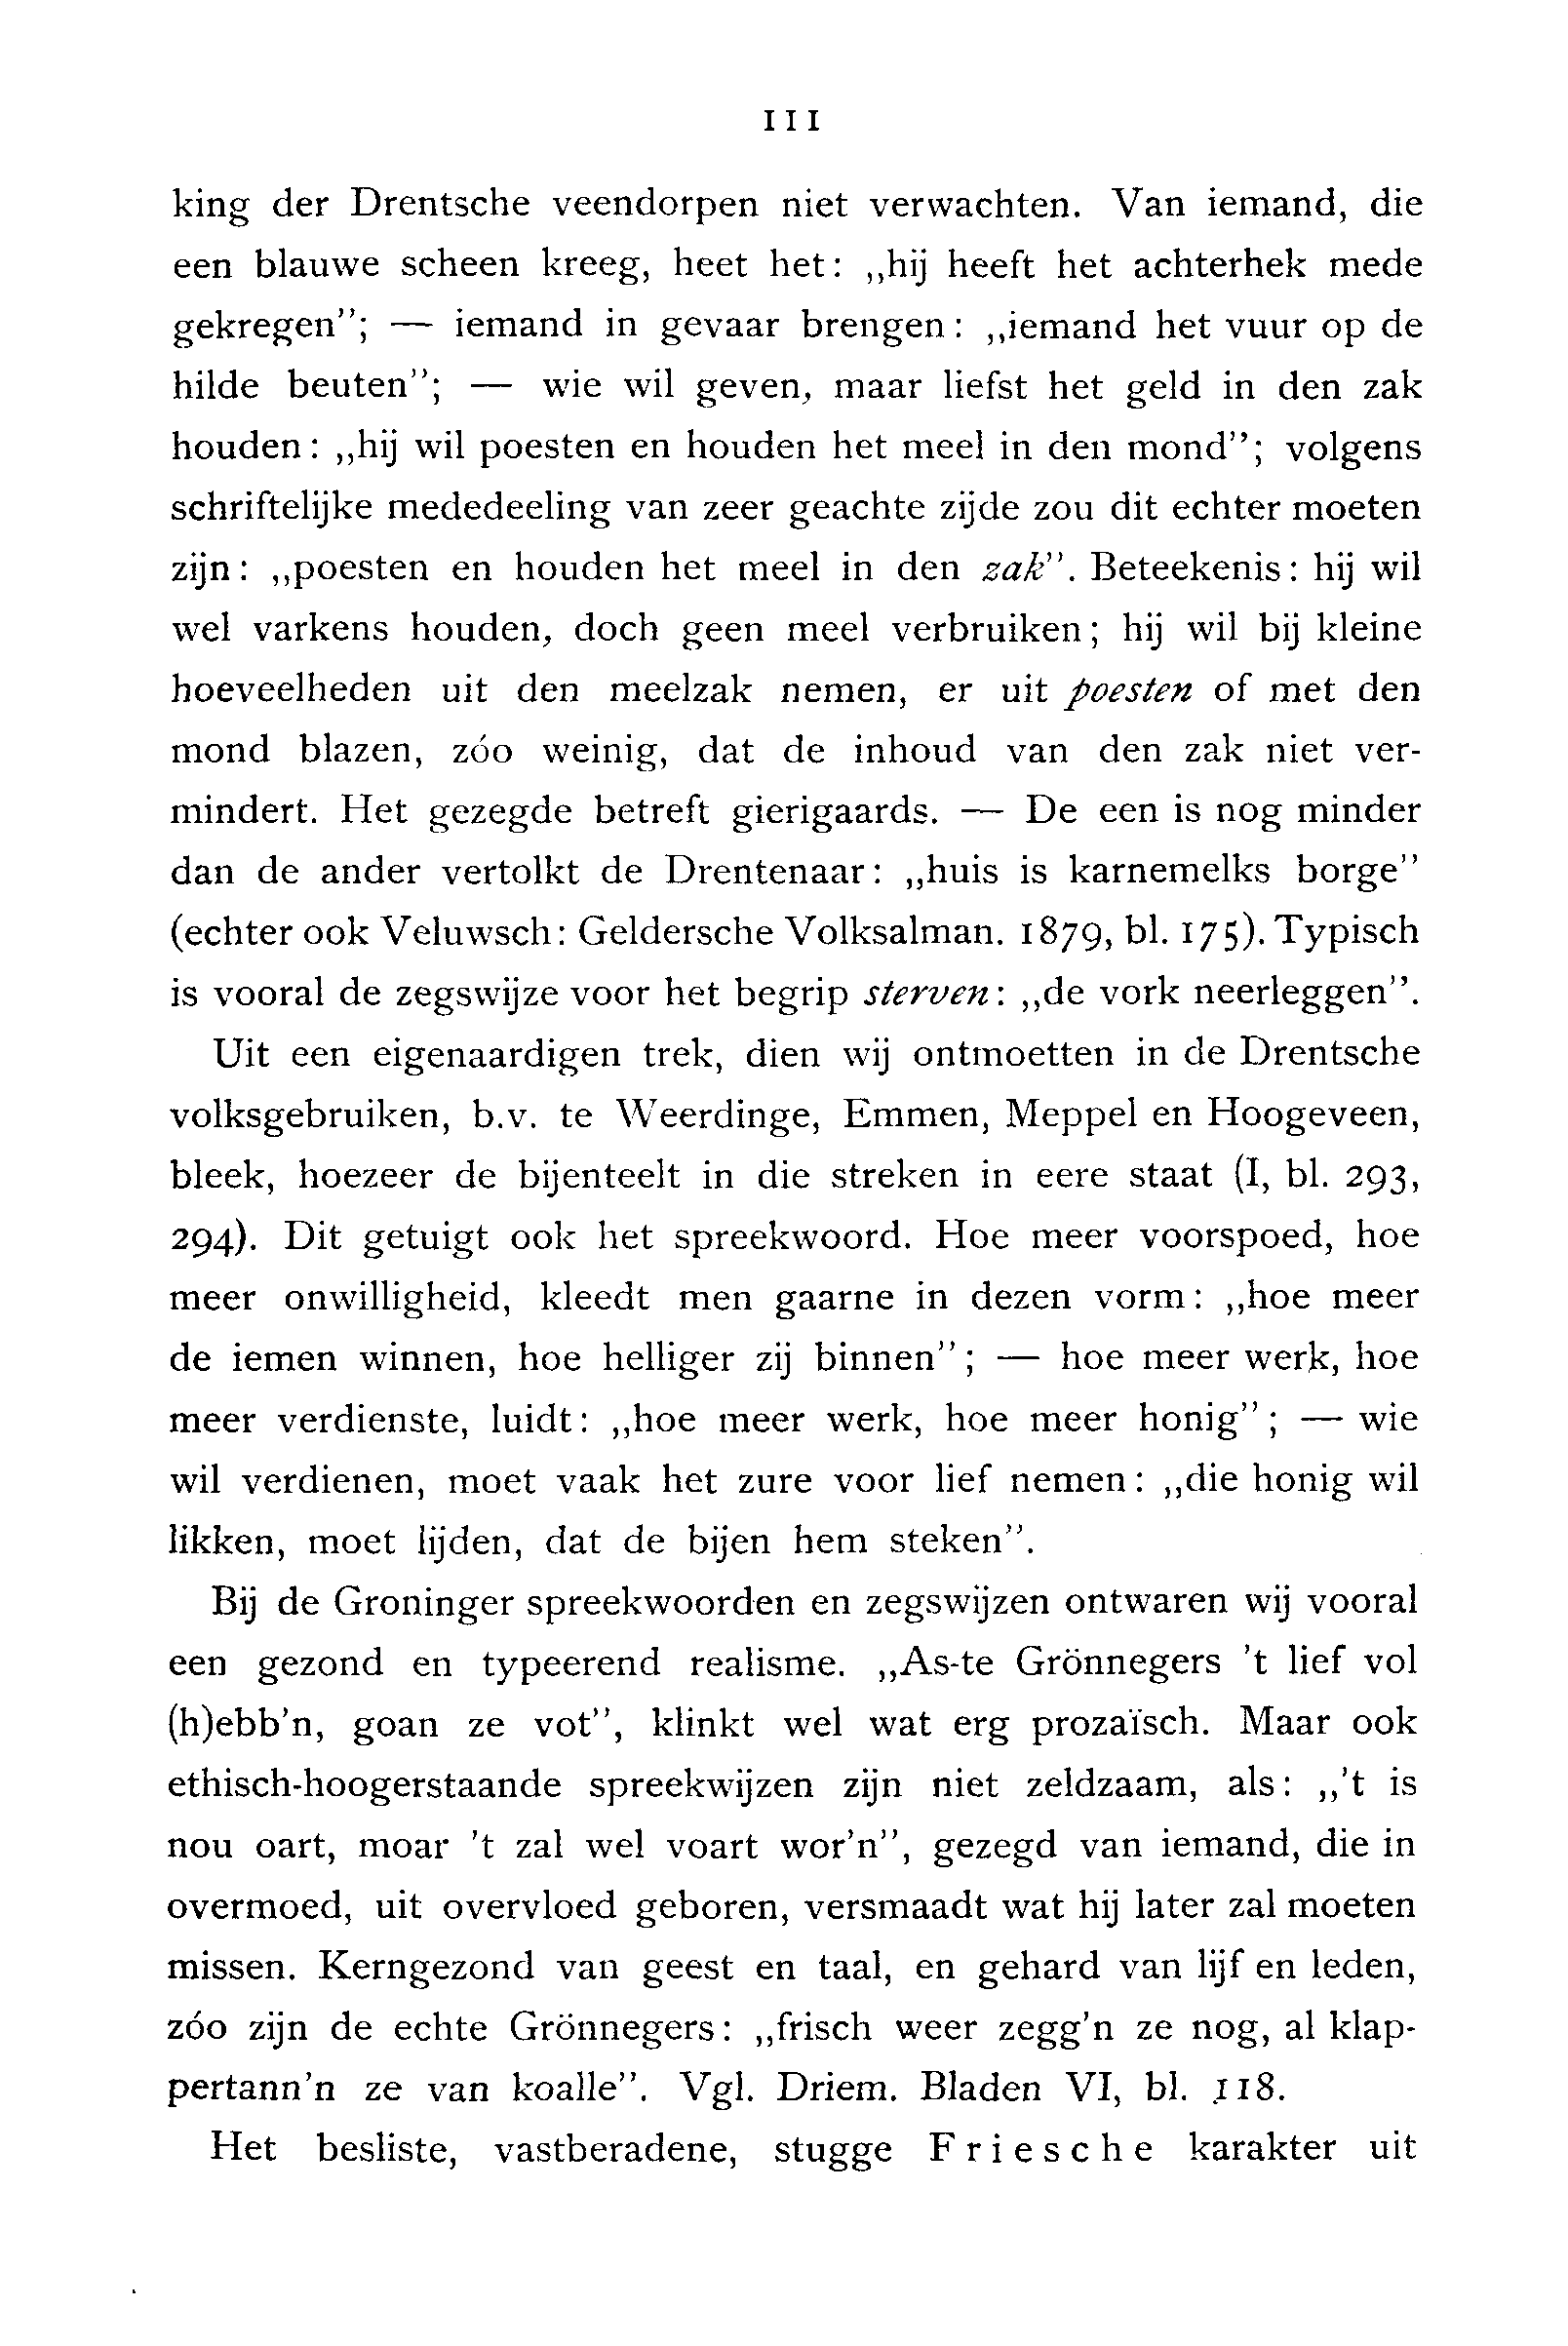 III
king der Drentsche veendorpen niet verwachten. Van iemand, die
een blauwe scheen kreeg, heet het: „hij heeft het achterhek mede
gekregen”; — iemand in gevaar brengen: „iemand het vuur op de
hilde beuten”; — wie wil geven, maar liefst het geld in den zak
houden: „hij wil poesten en houden het meel in den mond”; volgens
schriftelijke mededeeling van zeer geachte zijde zou dit echter moeten
zijn: „poesten en houden het meel in den zak”. Beteekenis: hij wil
wel varkens houden, doch geen meel verbruiken; hij wil bij kleine
hoeveelheden uit den meelzak nemen, er uit poesten of met den
mond blazen, zóo weinig, dat de inhoud van den zak niet ver-
mindert. Het gezegde betreft gierigaards. — De een is nog minder
dan de ander vertolkt de Drentenaar: „huis is karnemelks borge”
(echter ook Veluwsch: Geldersche Volksalman. 1879, bl. 175). Typisch
is vooral de zegswijze voor het begrip sterven: „de vork neerleggen”.
Uit een eigenaardigen trek, dien wij ontmoetten in de Drentsche
volksgebruiken, b.v. te Weerdinge, Emmen, Meppel en Hoogeveen,
bleek, hoezeer de bijenteelt in die streken in eere staat (I, bl. 293,
294). Dit getuigt ook het spreekwoord. Hoe meer voorspoed, hoe
meer onwilligheid, kleedt men gaarne in dezen vorm: „hoe meer
de iemen winnen, hoe helliger zij binnen”; — hoe meer werk, hoe
meer verdienste, luidt: „hoe meer werk, hoe meer honig”; — wie
wil verdienen, moet vaak het zure voor lief nemen: „die honig wil
likken, moet lijden, dat de bijen hem steken”.
Bij de Groninger spreekwoorden en zegswijzen ontwaren wij vooral
een gezond en typeerend realisme. „As-te Grönnegers 't lief vol
(h)ebb'n, goan ze vot”, klinkt wel wat erg prozaïsch. Maar ook
ethisch-hoogerstaande spreekwijzen zijn niet zeldzaam, als: „'t is
nou oart, moar 't zal wel voart wor'n”, gezegd van iemand, die in
overmoed, uit overvloed geboren, versmaadt wat hij later zal moeten
missen. Kerngezond van geest en taal, en gehard van lijf en leden,
zóo zijn de echte Grönnegers: „frisch weer zegg'n ze nog, al klap-
pertann'n ze van koalle”. Vgl. Driem. Bladen VI, bl. 118.
Het besliste, vastberadene, stugge Friesche karakter uit